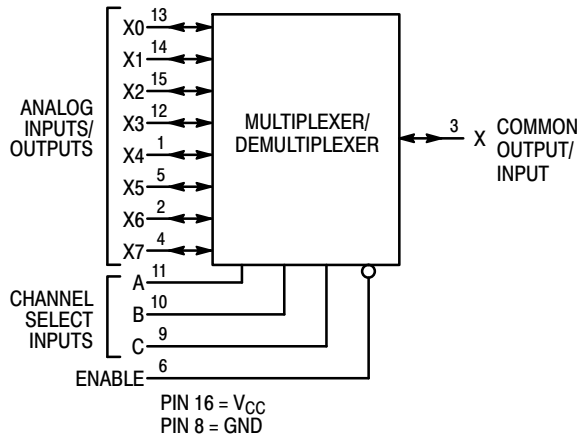 X0 13
X1 14
X2 15
X3 12
X4 1
X5 5
X6 2
X7 4
ANALOG
INPUTS/
OUTPUTS
MULTIPLEXER/
DEMULTIPLEXER
3 X COMMON
OUTPUT/
INPUT
A 11
B 10
C 9
CHANNEL
SELECT
INPUTS
ENABLE 6
PIN 16 = VCC
PIN 8 = GND